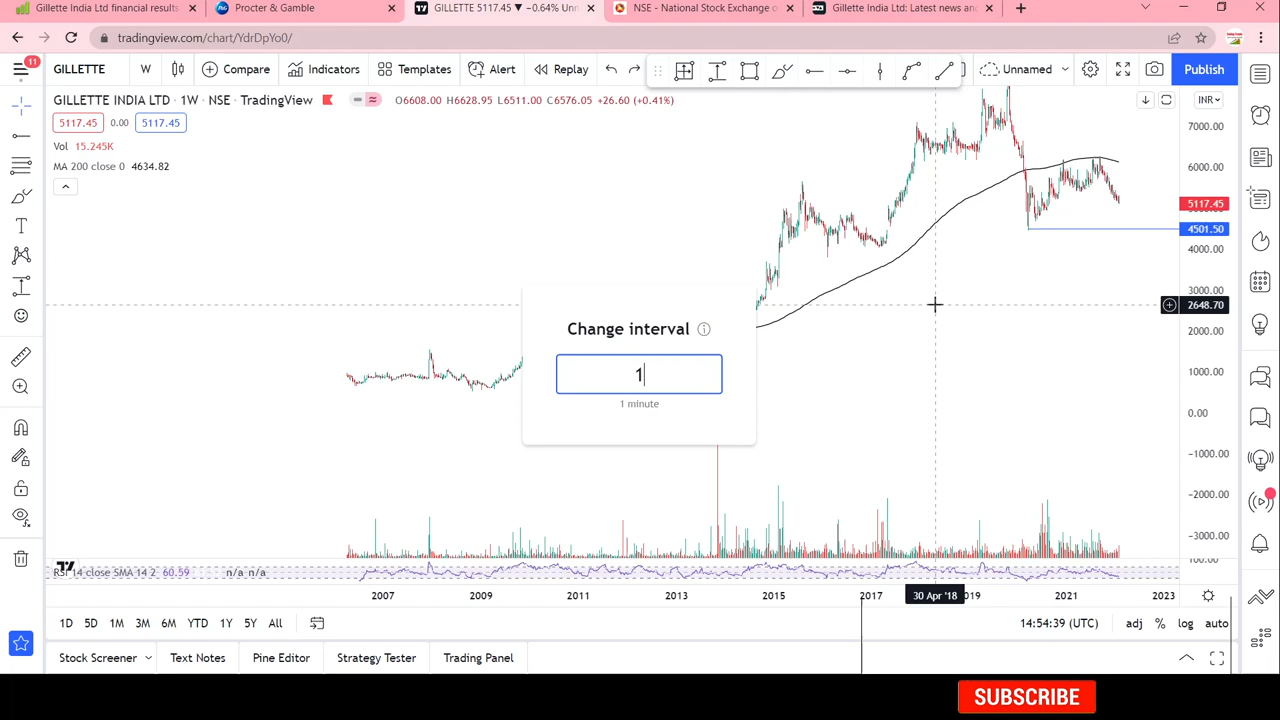 Gillette India Ltd financial results
Procter & Gamble
GILLETTE 5117.45 ▼ −0.64% Unn
NSE - National Stock Exchange o
Gillette India Ltd: Latest news an
tradingview.com/chart/YdrDpYo0/
11
GILLETTE
W
Compare
Indicators
Templates
Alert
Replay
Unnamed
Publish
GILLETTE INDIA LTD · 1W · NSE · TradingView
O6608.00 H6628.95 L6511.00 C6576.05 +26.60 (+0.41%)
INR
5117.45
0.00
5117.45
Vol 15.245K
MA 200 close 0 4634.82
7000.00
6000.00
5117.45
4501.50
4000.00
3000.00
2648.70
2000.00
1000.00
0.00
−1000.00
−2000.00
−3000.00
Change interval
1
1 minute
RSI 14 close SMA 14 2 60.59 n/a n/a
2007
2009
2011
2013
2015
2017
30 Apr '18
2021
2023
1D
5D
1M
3M
6M
YTD
1Y
5Y
All
14:54:39 (UTC)
adj
%
log
auto
Stock Screener
Text Notes
Pine Editor
Strategy Tester
Trading Panel
SUBSCRIBE